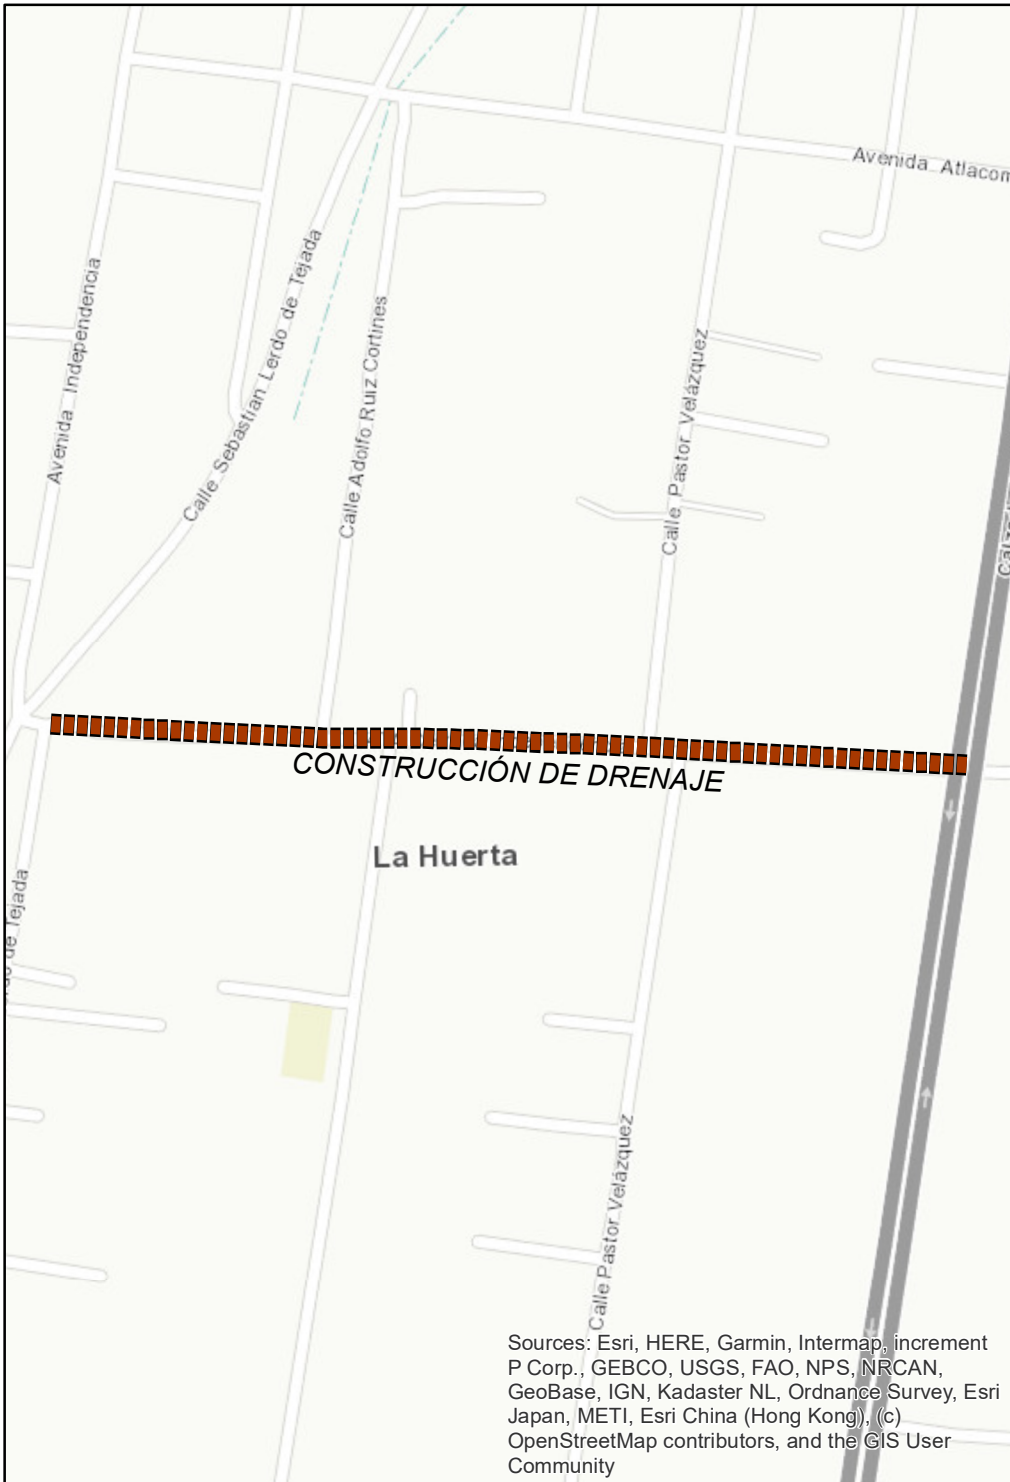 Avenida Atlacom
Avenida Independencia
Calle Sebastian Lerdo de Tejada
Calle Adolfo Ruiz Cortines
Calle Pastor Velázquez
CONSTRUCCIÓN DE DRENAJE
La Huerta
de Tejada
Calle Pastor Velázquez
Sources: Esri, HERE, Garmin, Intermap, increment
P Corp., GEBCO, USGS, FAO, NPS, NRCAN,
GeoBase, IGN, Kadaster NL, Ordnance Survey, Esri
Japan, METI, Esri China (Hong Kong), (c)
OpenStreetMap contributors, and the GIS User
Community